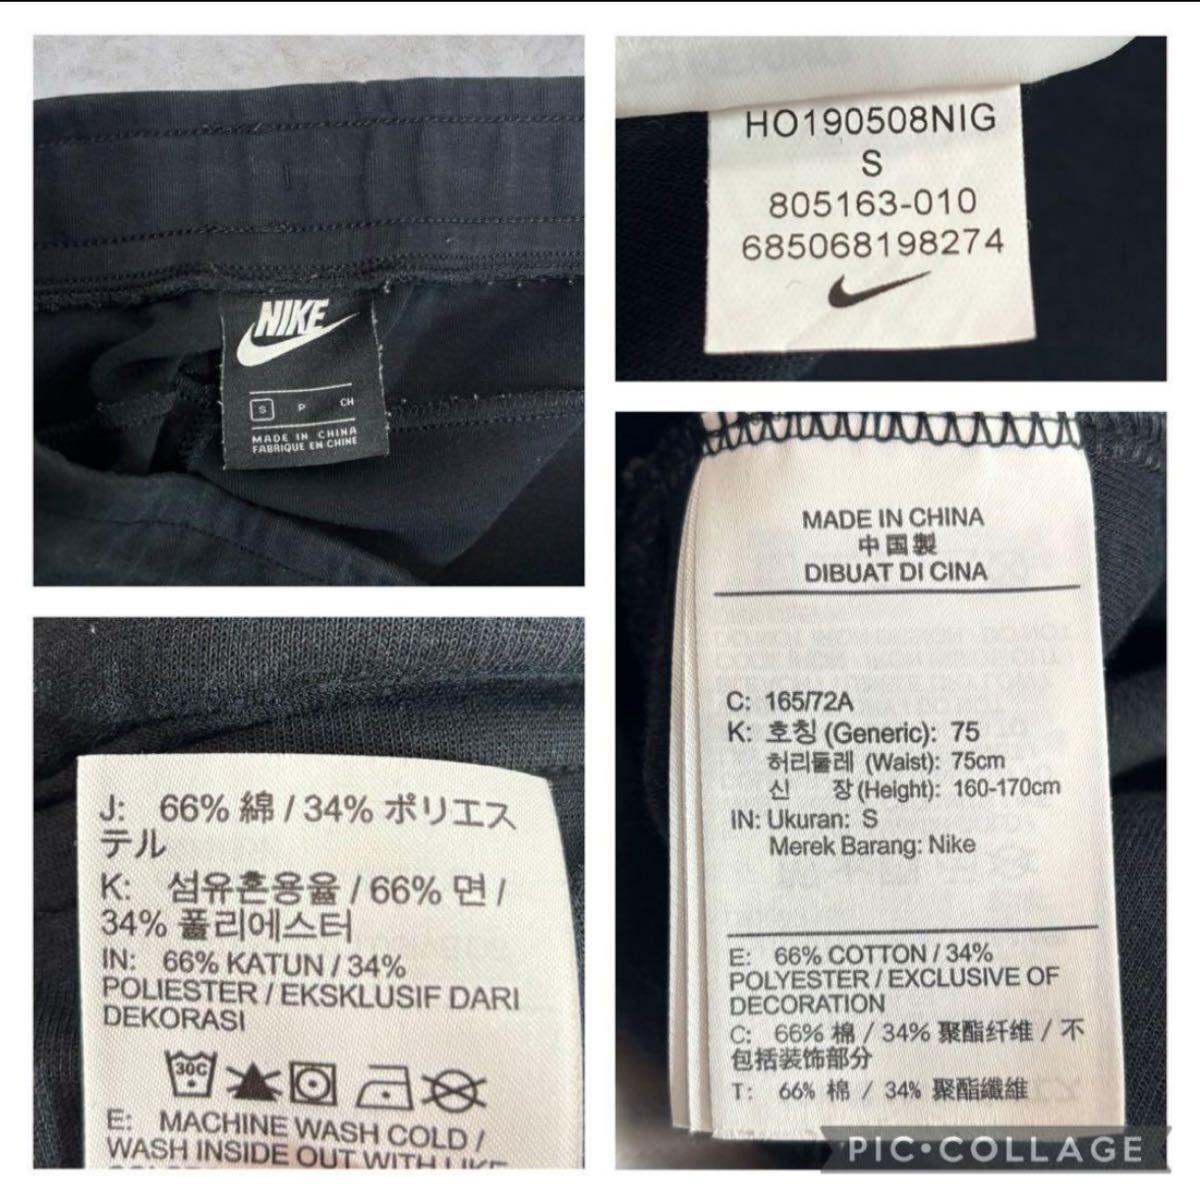 NIKE
S P CH
MADE IN CHINA
FABRIQUE EN CHINE
HO190508NIG
S
805163-010
685068198274
J: 66% 綿 / 34% ポリエス
テル
K: 섬유혼용율 / 66% 면 /
34% 폴리에스터
IN: 66% KATUN / 34%
POLIESTER / EKSKLUSIF DARI
DEKORASI
30C
E: MACHINE WASH COLD /
WASH INSIDE OUT WITH LIKE
MADE IN CHINA
中国製
DIBUAT DI CINA
C: 165/72A
K: 호칭 (Generic): 75
허리둘레 (Waist): 75cm
신 장 (Height): 160-170cm
IN: Ukuran: S
Merek Barang: Nike
E: 66% COTTON / 34%
POLYESTER / EXCLUSIVE OF
DECORATION
C: 66% 棉 / 34% 聚酯纤维 / 不
包括装饰部分
T: 66% 棉 / 34% 聚酯纖維
PIC•COLLAGE